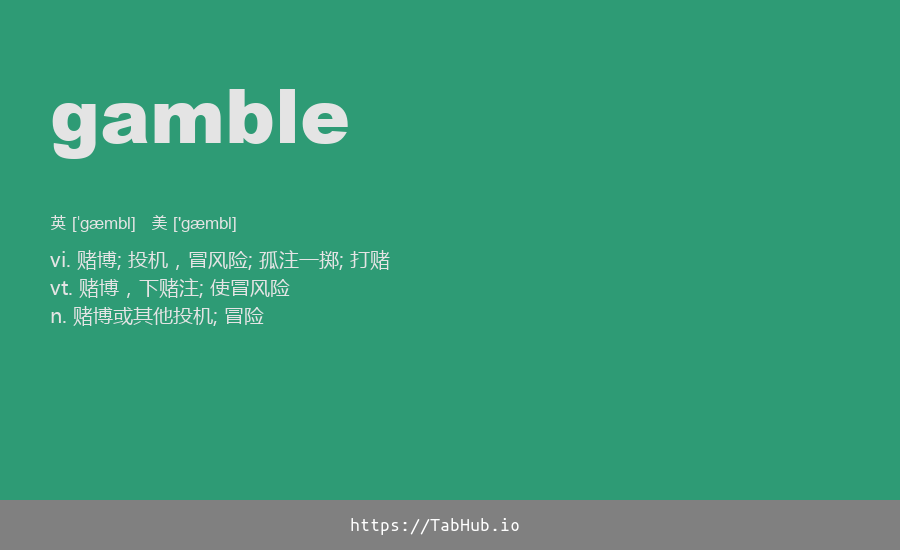 gamble
英 ['gæmbl] 美 ['gæmbl]
vi. 赌博; 投机，冒风险; 孤注一掷; 打赌
vt. 赌博，下赌注; 使冒风险
n. 赌博或其他投机; 冒险
https://TabHub.io